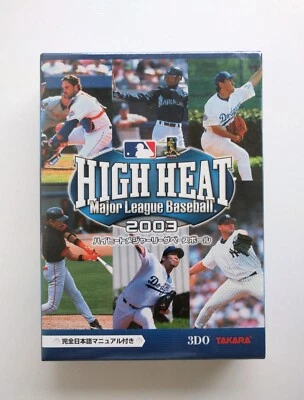 HIGH HEAT
Major League Baseball
2003
ハイヒートメジャーリーグベースボール
完全日本語マニュアル付き
3DO TAKARA